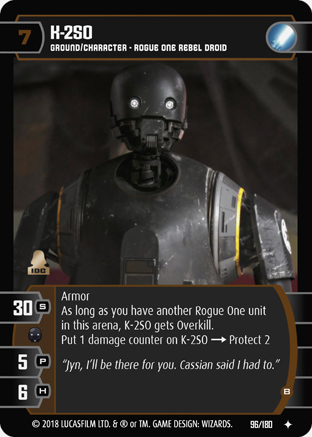 7
K-2SO
GROUND/CHARACTER - ROGUE ONE REBEL DROID
IDC
30 S
5 P
6 H
Armor
As long as you have another Rogue One unit
in this arena, K-2SO gets Overkill.
Put 1 damage counter on K-2SO → Protect 2
“Jyn, I’ll be there for you. Cassian said I had to.”
B
© 2018 LUCASFILM LTD. & ® or TM. GAME DESIGN: WIZARDS.
96/180